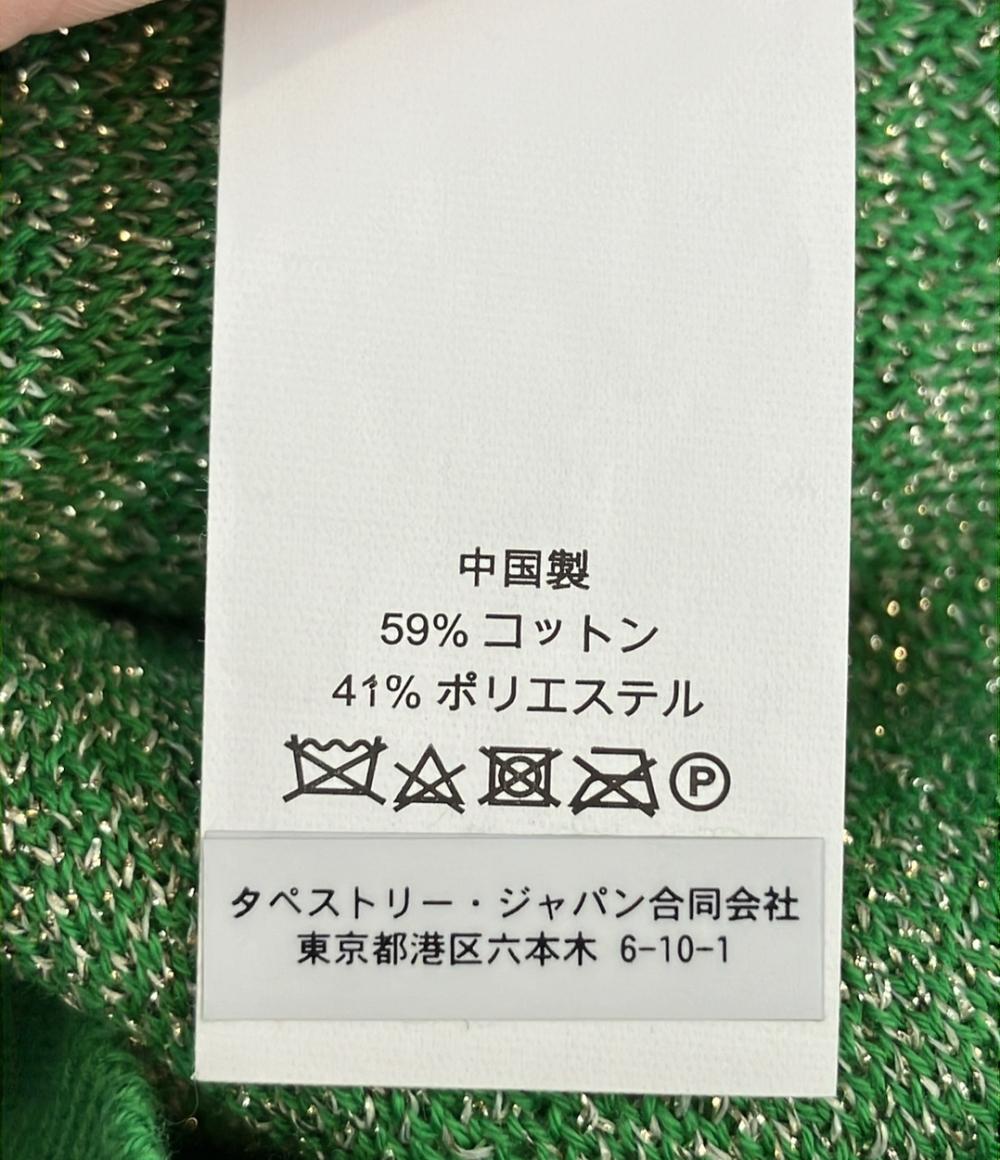 中国製
59% コットン
41% ポリエステル
P
タペストリー・ジャパン合同会社
東京都港区六本木 6-10-1